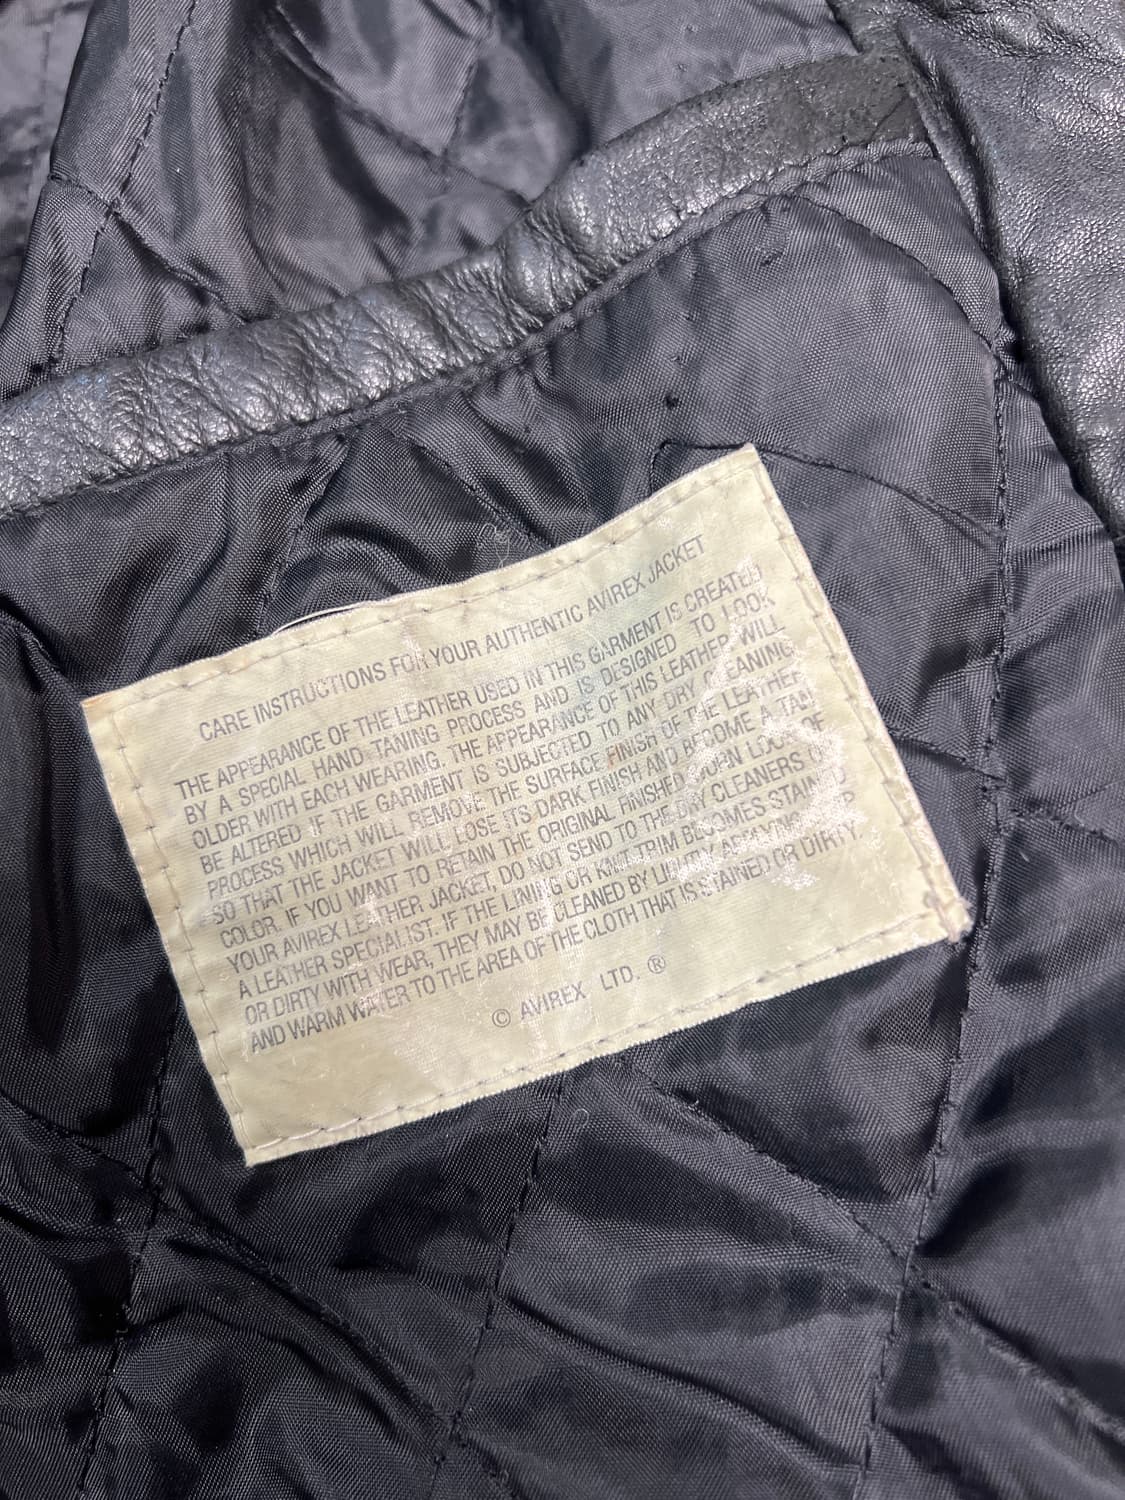 CARE INSTRUCTIONS FOR YOUR AUTHENTIC AVIREX JACKET
THE APPEARANCE OF THE LEATHER USED IN THIS GARMENT IS CREATED
BY A SPECIAL HAND TANING PROCESS AND IS DESIGNED TO LOOK
OLDER WITH EACH WEARING. THE APPEARANCE OF THIS LEATHER WILL
BE ALTERED IF THE GARMENT IS SUBJECTED TO ANY DRY CLEANING
PROCESS WHICH WILL REMOVE THE SURFACE FINISH OF THE LEATHER
SO THAT THE JACKET WILL LOSE ITS DARK FINISH AND BECOME A TAN
COLOR. IF YOU WANT TO RETAIN THE ORIGINAL FINISHED WORN LOOK OF
YOUR AVIREX LEATHER JACKET, DO NOT SEND TO THE DRY CLEANERS
A LEATHER SPECIALIST. IF THE LINING OR KNIT TRIM BECOMES STAINED
OR DIRTY WITH WEAR, THEY MAY BE CLEANED BY LIGHTLY
AND WARM WATER TO THE AREA OF THE CLOTH THAT IS STAINED OR DIRTY.
© AVIREX LTD. ®